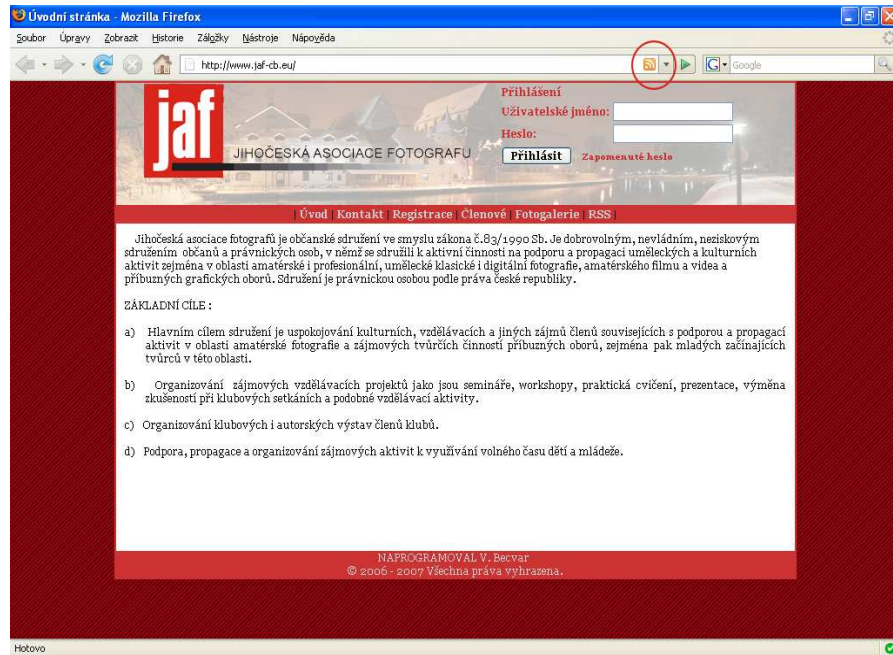 Úvodní stránka - Mozilla Firefox
Soubor Úpravy Zobrazit Historie Záložky Nástroje Nápověda
http://www.jaf-cb.eu/
G Google
jaf
JIHOČESKÁ ASOCIACE FOTOGRAFU
Přihlášení
Uživatelské jméno:
Heslo:
Přihlásit Zapomenuté heslo
| Úvod | Kontakt | Registrace | Členové | Fotogalerie | RSS |
Jihočeská asociace fotografů je občanské sdružení ve smyslu zákona č.83/1990 Sb. Je dobrovolným, nevládním, neziskovým
sdružením občanů a právnických osob, v němž se sdružili k aktivní činnosti na podporu a propagaci uměleckých a kulturních
aktivit zejména v oblasti amatérské i profesionální, umělecké klasické i digitální fotografie, amatérského filmu a videa a
příbuzných grafických oborů. Sdružení je právnickou osobou podle práva české republiky.
ZÁKLADNÍ CÍLE :
a) Hlavním cílem sdružení je uspokojování kulturních, vzdělávacích a jiných zájmů členů souvisejících s podporou a propagací
aktivit v oblasti amatérské fotografie a zájmových tvůrčích činností příbuzných oborů, zejména pak mladých začínajících
tvůrců v této oblasti.
b) Organizování zájmových vzdělávacích projektů jako jsou semináře, workshopy, praktická cvičení, prezentace, výměna
zkušeností při klubových setkáních a podobné vzdělávací aktivity.
c) Organizování klubových i autorských výstav členů klubů.
d) Podpora, propagace a organizování zájmových aktivit k využívání volného času dětí a mládeže.
NAPROGRAMOVAL V. Becvar
© 2006 - 2007 Všechna práva vyhrazena.
Hotovo